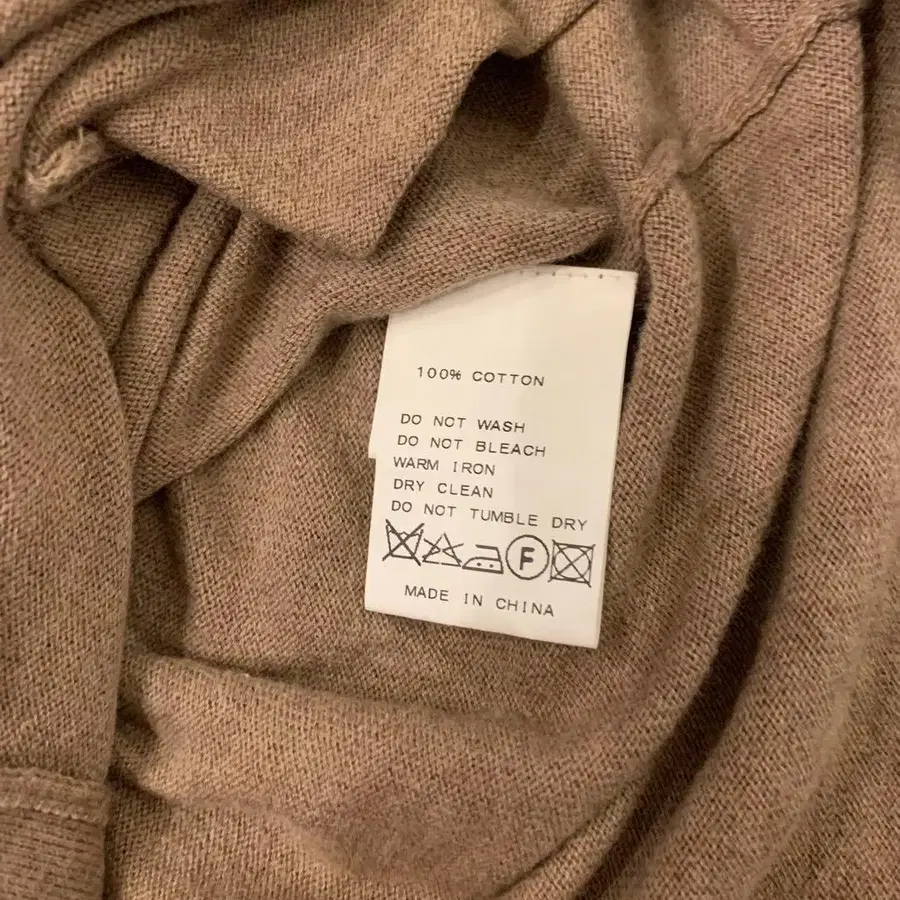 100% COTTON
DO NOT WASH
DO NOT BLEACH
WARM IRON
DRY CLEAN
DO NOT TUMBLE DRY
F
MADE IN CHINA